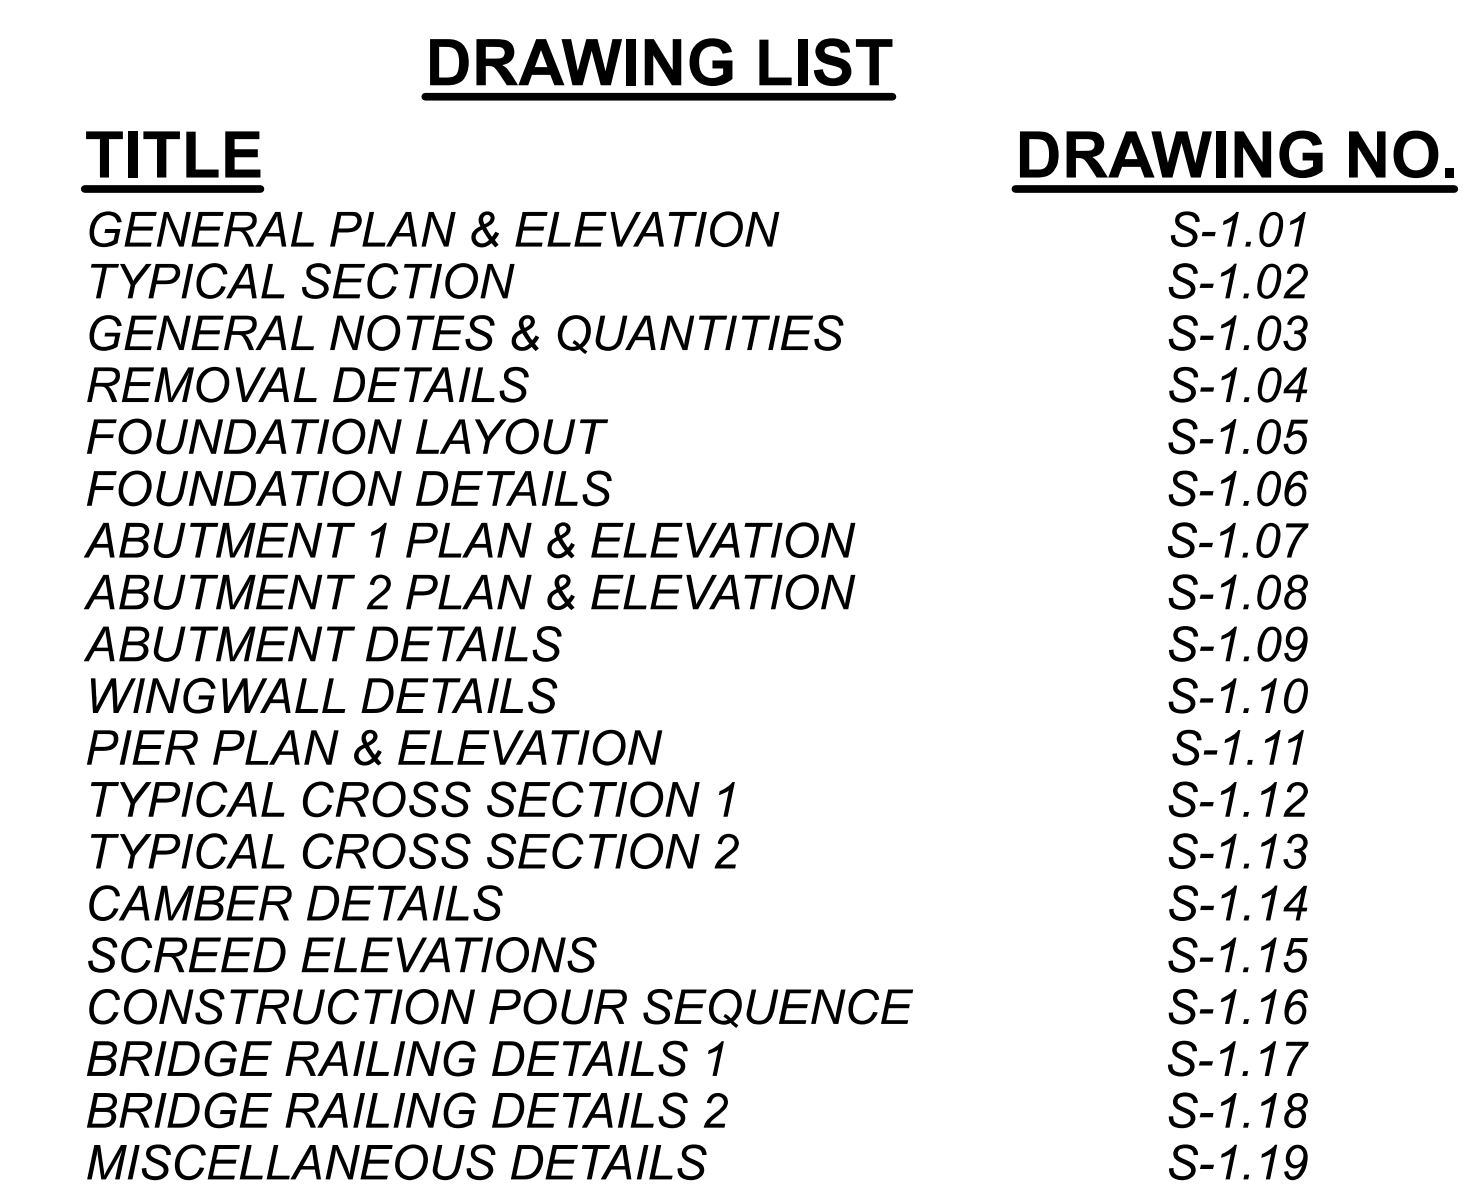 DRAWING LIST
TITLE DRAWING NO.
GENERAL PLAN & ELEVATION S-1.01
TYPICAL SECTION S-1.02
GENERAL NOTES & QUANTITIES S-1.03
REMOVAL DETAILS S-1.04
FOUNDATION LAYOUT S-1.05
FOUNDATION DETAILS S-1.06
ABUTMENT 1 PLAN & ELEVATION S-1.07
ABUTMENT 2 PLAN & ELEVATION S-1.08
ABUTMENT DETAILS S-1.09
WINGWALL DETAILS S-1.10
PIER PLAN & ELEVATION S-1.11
TYPICAL CROSS SECTION 1 S-1.12
TYPICAL CROSS SECTION 2 S-1.13
CAMBER DETAILS S-1.14
SCREED ELEVATIONS S-1.15
CONSTRUCTION POUR SEQUENCE S-1.16
BRIDGE RAILING DETAILS 1 S-1.17
BRIDGE RAILING DETAILS 2 S-1.18
MISCELLANEOUS DETAILS S-1.19